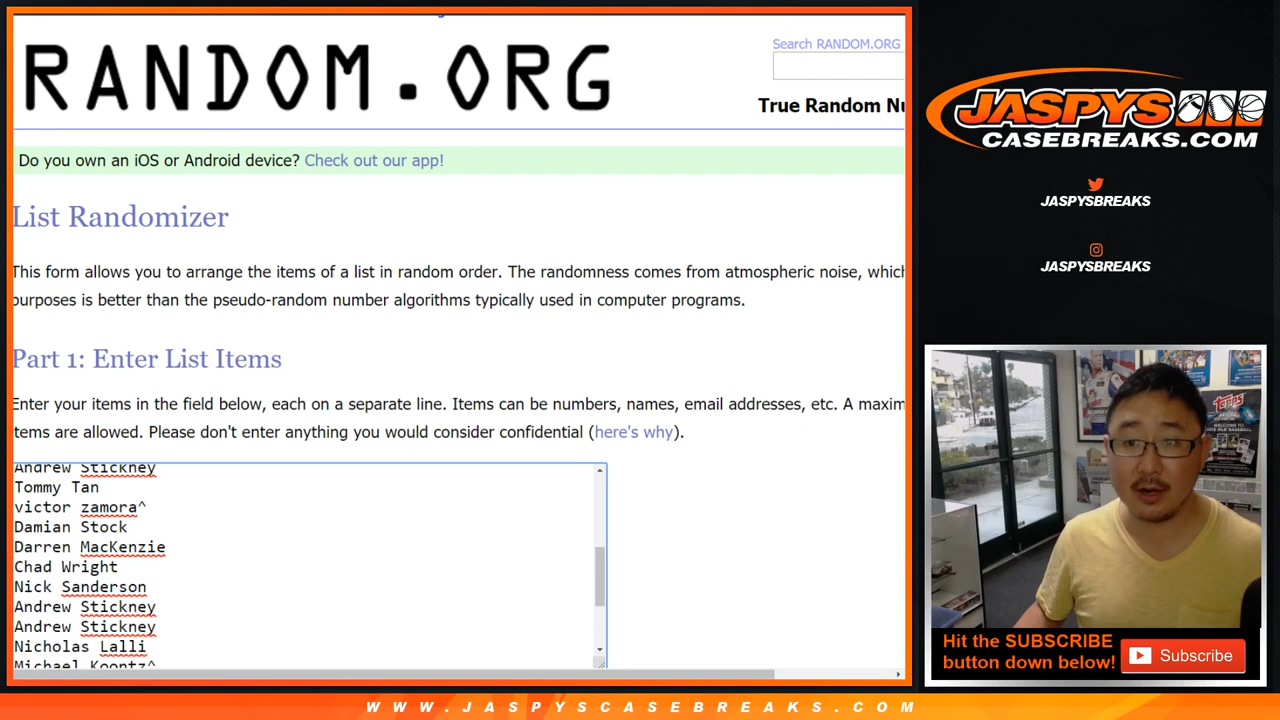 RANDOM.ORG
Search RANDOM.ORG
True Random Nu
Do you own an iOS or Android device? Check out our app!
List Randomizer
This form allows you to arrange the items of a list in random order. The randomness comes from atmospheric noise, which
purposes is better than the pseudo-random number algorithms typically used in computer programs.
Part 1: Enter List Items
Enter your items in the field below, each on a separate line. Items can be numbers, names, email addresses, etc. A maxim
items are allowed. Please don't enter anything you would consider confidential (here's why).
Andrew Stickney
Tommy Tan
victor zamora^
Damian Stock
Darren MacKenzie
Chad Wright
Nick Sanderson
Andrew Stickney
Andrew Stickney
Nicholas Lalli
Michael Koontz^
JASPYS
CASEBREAKS.COM
JASPYSBREAKS
JASPYSBREAKS
TOPPS
BASEBALL
Hit the SUBSCRIBE
button down below!
Subscribe
WWW.JASPYSCASEBREAKS.COM